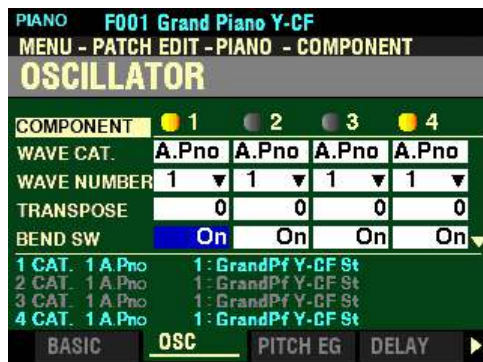 PIANO F001 Grand Piano Y-CF
MENU - PATCH EDIT - PIANO - COMPONENT
OSCILLATOR
COMPONENT 1 2 3 4
WAVE CAT. A.Pno A.Pno A.Pno A.Pno
WAVE NUMBER 1 ▼ 1 ▼ 1 ▼ 1 ▼
TRANSPOSE 0 0 0 0
BEND SW On On On On
1 CAT. 1 A.Pno 1: GrandPf Y-CF St
2 CAT. 1 A.Pno 1: GrandPf Y-CF St
3 CAT. 1 A.Pno 1: GrandPf Y-CF St
4 CAT. 1 A.Pno 1: GrandPf Y-CF St
BASIC OSC PITCH EG DELAY